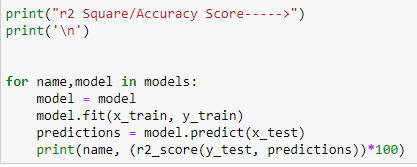 print("r2 Square/Accuracy Score----->")
print('\n')
for name,model in models:
    model = model
    model.fit(x_train, y_train)
    predictions = model.predict(x_test)
    print(name, (r2_score(y_test, predictions))*100)